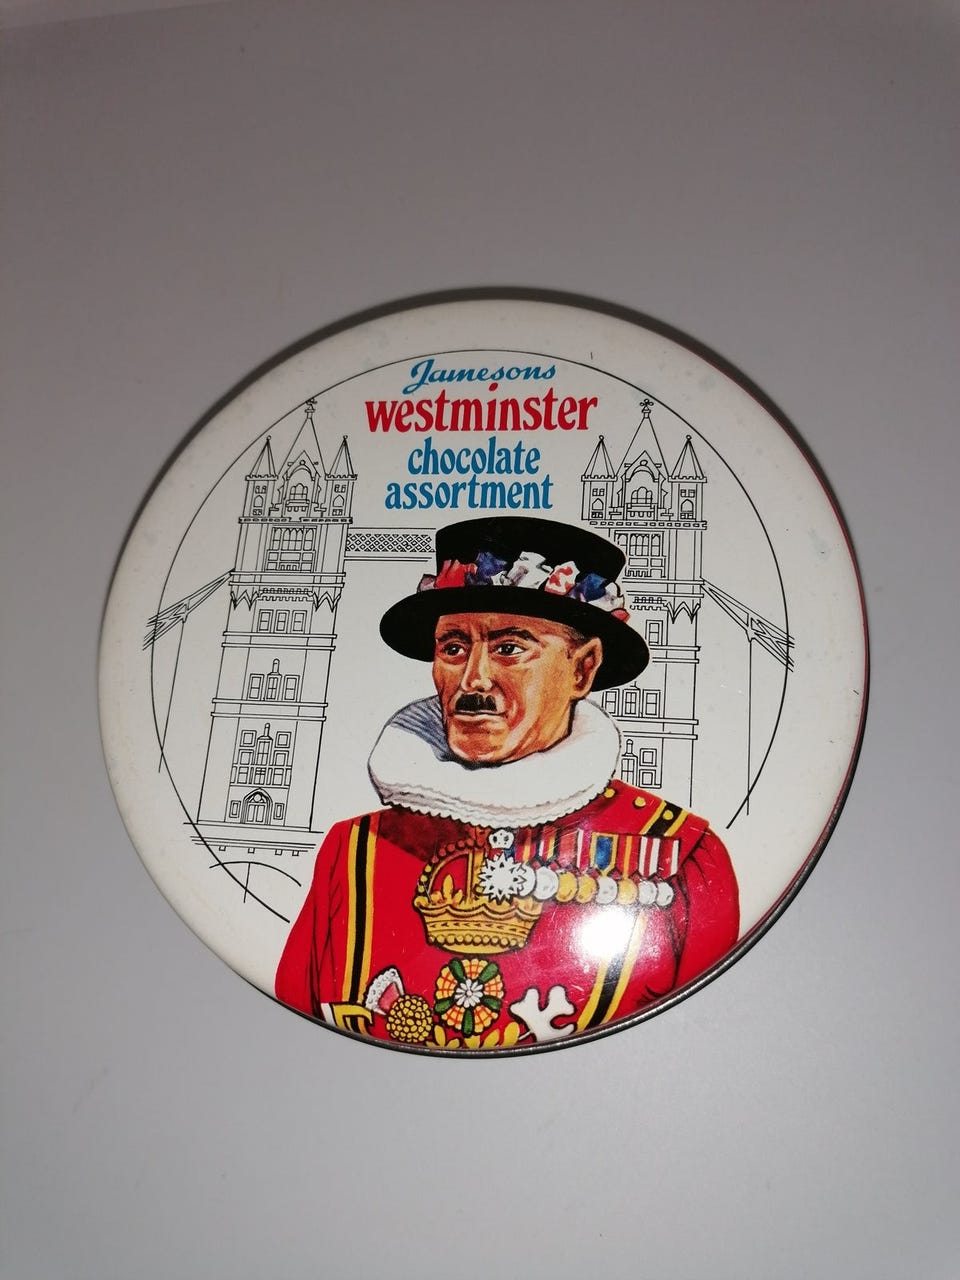 Jamesons
westminster
chocolate
assortment